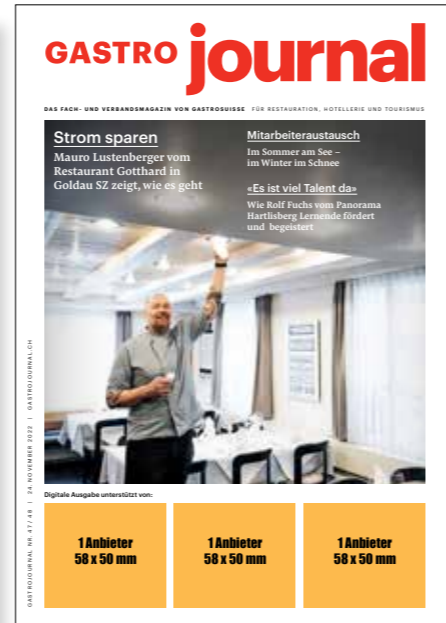 GASTRO journal
DAS FACH- UND VERBANDSMAGAZIN VON GASTROSUISSE FÜR RESTAURATION, HOTELLERIE UND TOURISMUS
Strom sparen
Mauro Lustenberger vom
Restaurant Gotthard in
Goldau SZ zeigt, wie es geht
Mitarbeiteraustausch
Im Sommer am See –
im Winter im Schnee
«Es ist viel Talent da»
Wie Rolf Fuchs vom Panorama
Hartlisberg Lernende fördert
und begeistert
GASTROJOURNAL NR. 47/48 | 24. NOVEMBER 2022 | GASTROJOURNAL.CH
Digitale Ausgabe unterstützt von:
1 Anbieter
58 x 50 mm
1 Anbieter
58 x 50 mm
1 Anbieter
58 x 50 mm